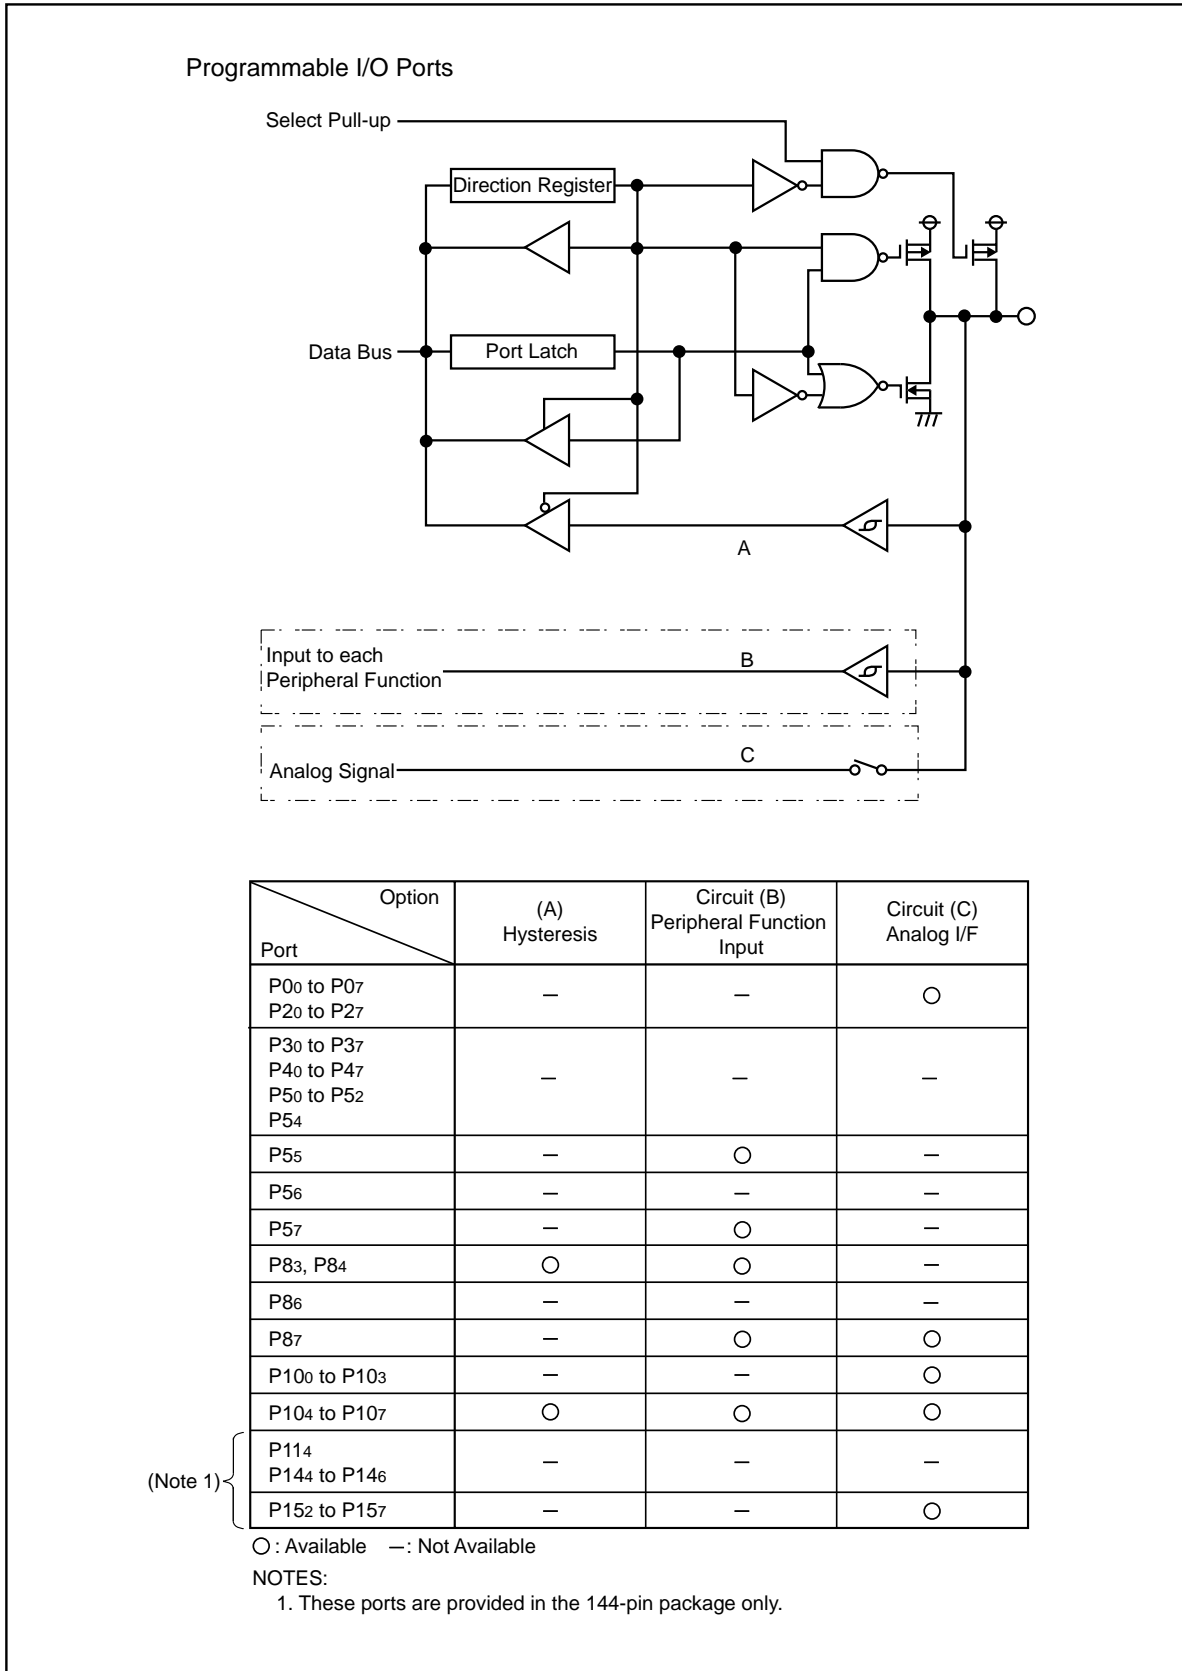 Programmable I/O Ports
Select Pull-up
Direction Register
Data Bus
Port Latch
A
Input to each
Peripheral Function
B
Analog Signal
C
Option
Port
(A)
Hysteresis
Circuit (B)
Peripheral Function
Input
Circuit (C)
Analog I/F
P00 to P07
P20 to P27
– – ○
P30 to P37
P40 to P47
P50 to P52
P54
– – –
P55 – ○ –
P56 – – –
P57 – ○ –
P83, P84 ○ ○ –
P86 – – –
P87 – ○ ○
P100 to P103 – – ○
P104 to P107 ○ ○ ○
(Note 1)
P114
P144 to P146
– – –
P152 to P157 – – ○
○ : Available –: Not Available
NOTES:
1. These ports are provided in the 144-pin package only.